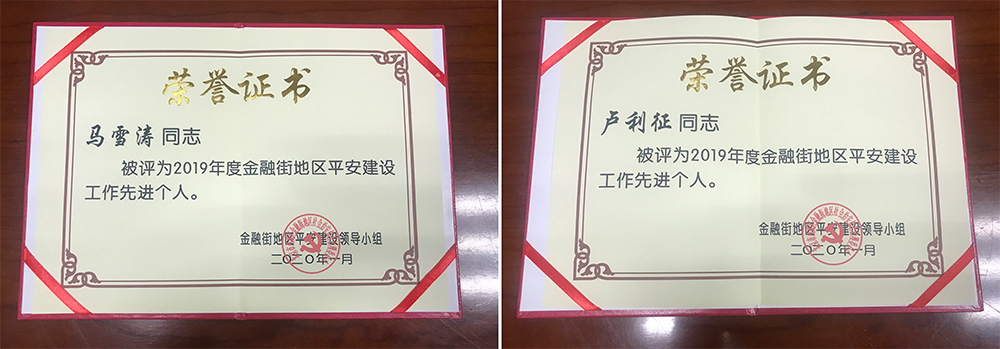 荣誉证书
马雪涛同志
被评为2019年度金融街地区平安建设
工作先进个人。
金融街地区平安建设领导小组
二〇二〇年一月
荣誉证书
卢利征同志
被评为2019年度金融街地区平安建设
工作先进个人。
金融街地区平安建设领导小组
二〇二〇年一月